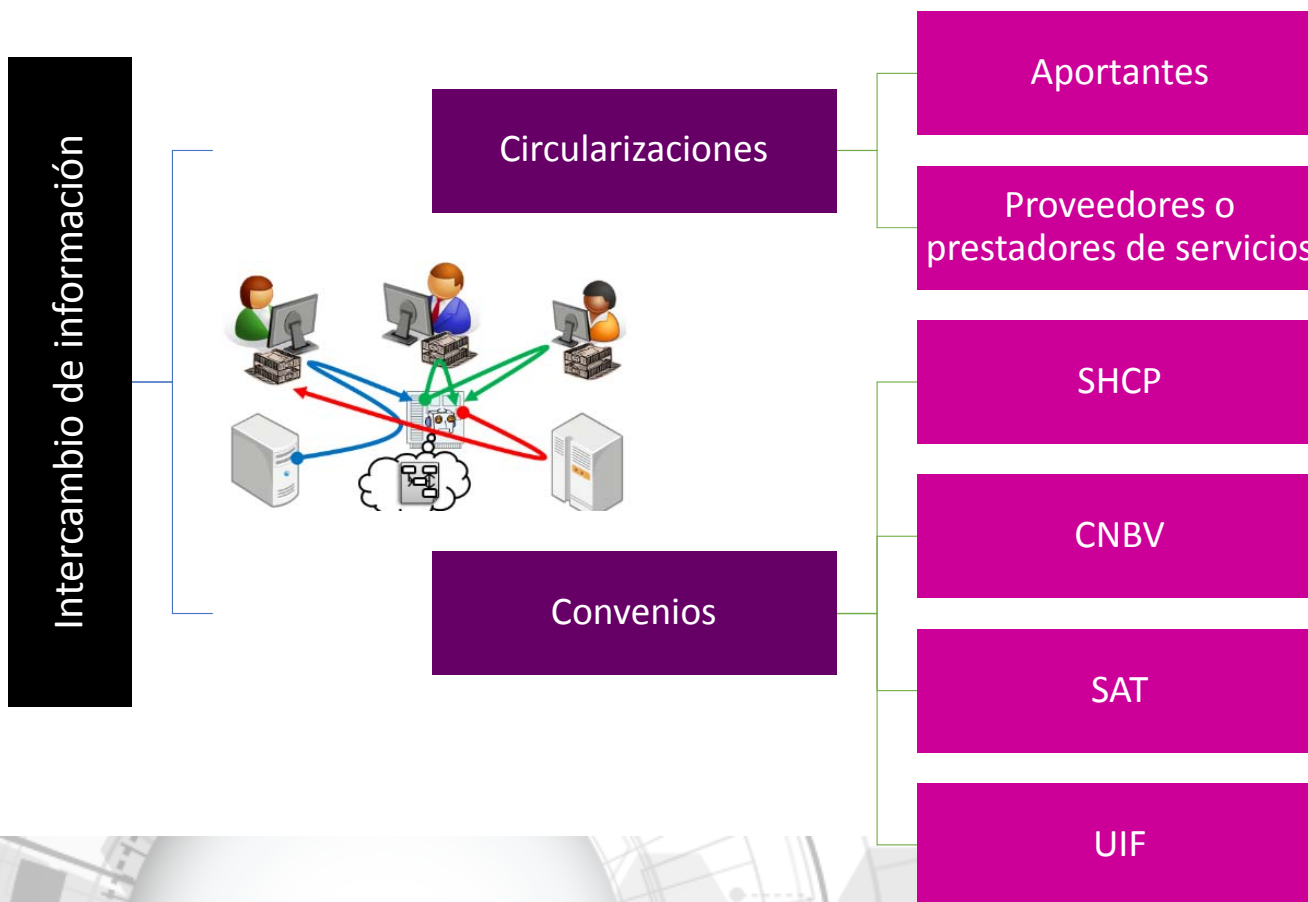 Intercambio de información
Circularizaciones
Aportantes
Proveedores o
prestadores de servicios
Convenios
SHCP
CNBV
SAT
UIF